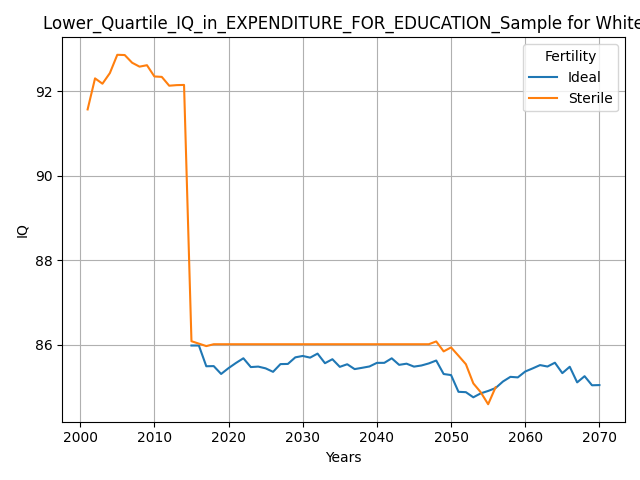 Lower_Quartile_IQ_in_EXPENDITURE_FOR_EDUCATION_Sample for White
Fertility
Ideal
Sterile
92
90
88
86
IQ
2000 2010 2020 2030 2040 2050 2060 2070
Years